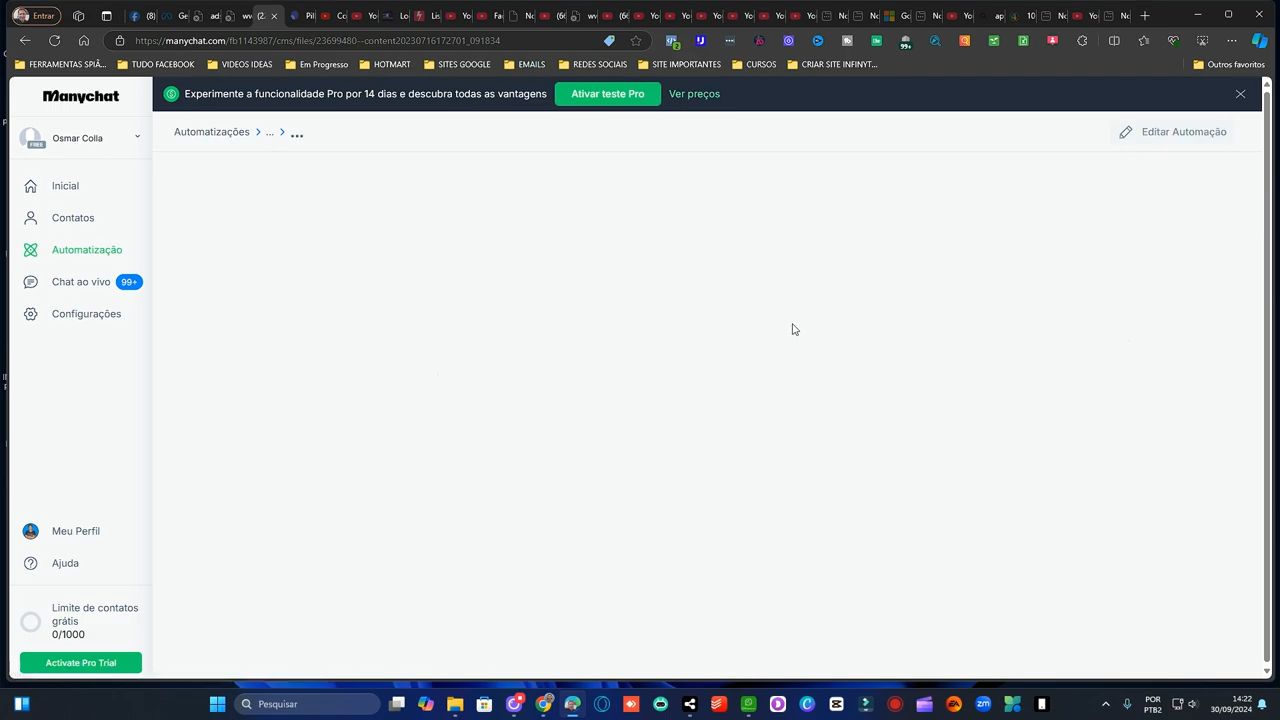 Entrar
https://manychat.com/fb1143987/cms/files/23699480--content20230716172701_091834
99+
FERRAMENTAS SPIÃ...
TUDO FACEBOOK
VIDEOS IDEAS
Em Progresso
HOTMART
SITES GOOGLE
EMAILS
REDES SOCIAIS
SITE IMPORTANTES
CURSOS
CRIAR SITE INFINYT...
Outros favoritos
Manychat
Experimente a funcionalidade Pro por 14 dias e descubra todas as vantagens
Ativar teste Pro
Ver preços
Osmar Colla
FREE
Automatizações > ... > ...
Editar Automação
Inicial
Contatos
Automatização
Chat ao vivo 99+
Configurações
Meu Perfil
Ajuda
Limite de contatos
grátis
0/1000
Activate Pro Trial
Pesquisar
POR
PTB2
14:22
30/09/2024